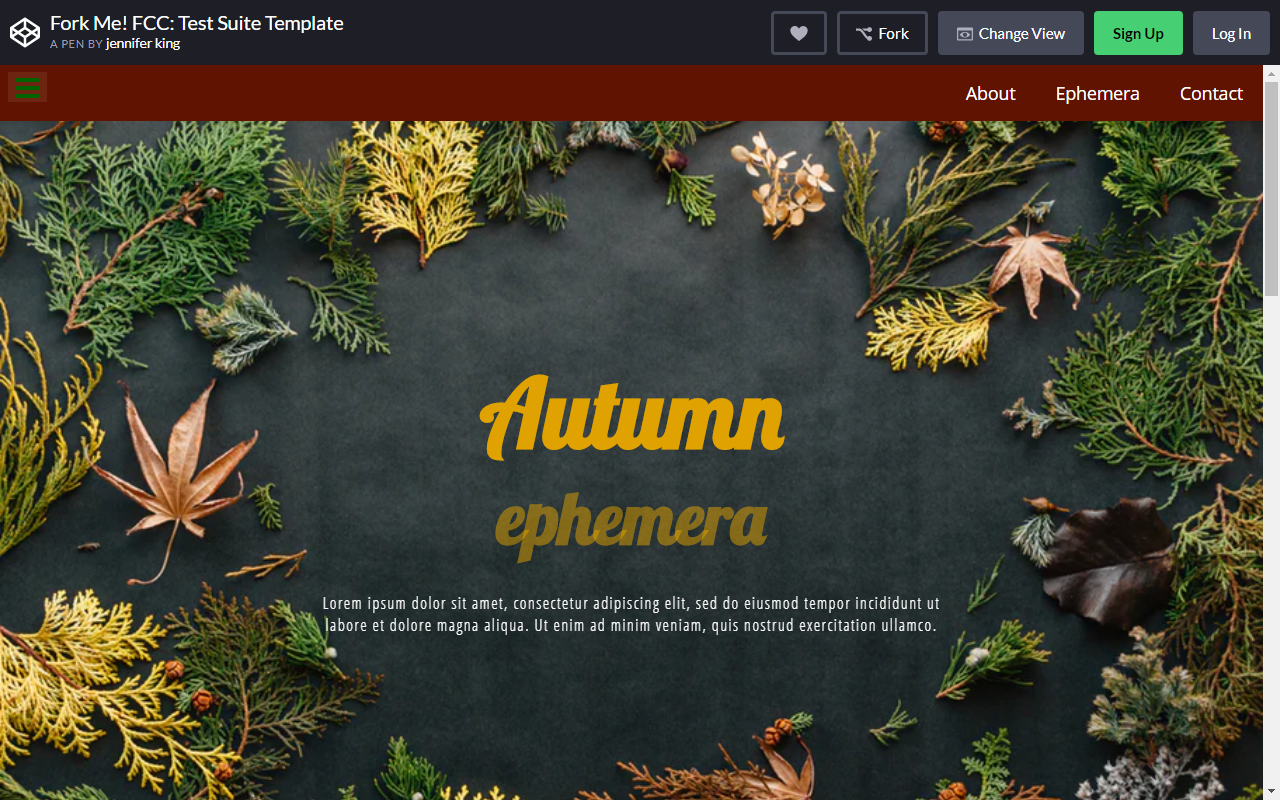 Fork Me! FCC: Test Suite Template
A PEN BY jennifer king
Fork
Change View
Sign Up
Log In
About
Ephemera
Contact
Autumn
ephemera
Lorem ipsum dolor sit amet, consectetur adipiscing elit, sed do eiusmod tempor incididunt ut
labore et dolore magna aliqua. Ut enim ad minim veniam, quis nostrud exercitation ullamco.